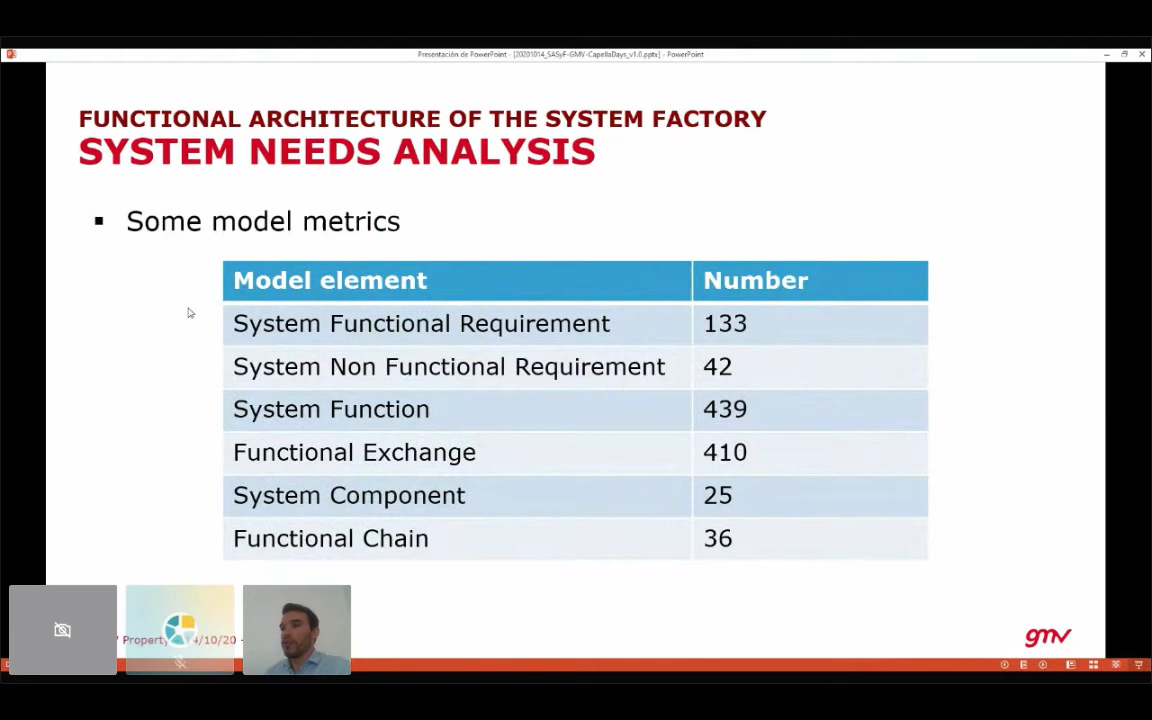 Presentación de PowerPoint - [20201014_SASyF-GMV-CapellaDays_v1.0.pptx] - PowerPoint
FUNCTIONAL ARCHITECTURE OF THE SYSTEM FACTORY
SYSTEM NEEDS ANALYSIS
Some model metrics
Model element Number
System Functional Requirement 133
System Non Functional Requirement 42
System Function 439
Functional Exchange 410
System Component 25
Functional Chain 36
Property 14/10/20 -
gmv